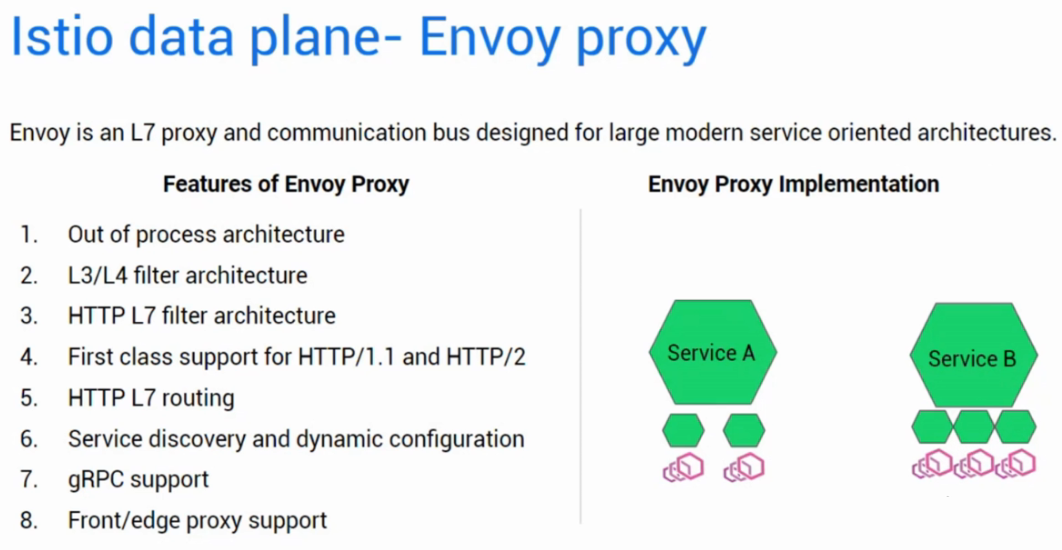 Istio data plane- Envoy proxy
Envoy is an L7 proxy and communication bus designed for large modern service oriented architectures.
Features of Envoy Proxy
1. Out of process architecture
2. L3/L4 filter architecture
3. HTTP L7 filter architecture
4. First class support for HTTP/1.1 and HTTP/2
5. HTTP L7 routing
6. Service discovery and dynamic configuration
7. gRPC support
8. Front/edge proxy support
Envoy Proxy Implementation
Service A
Service B